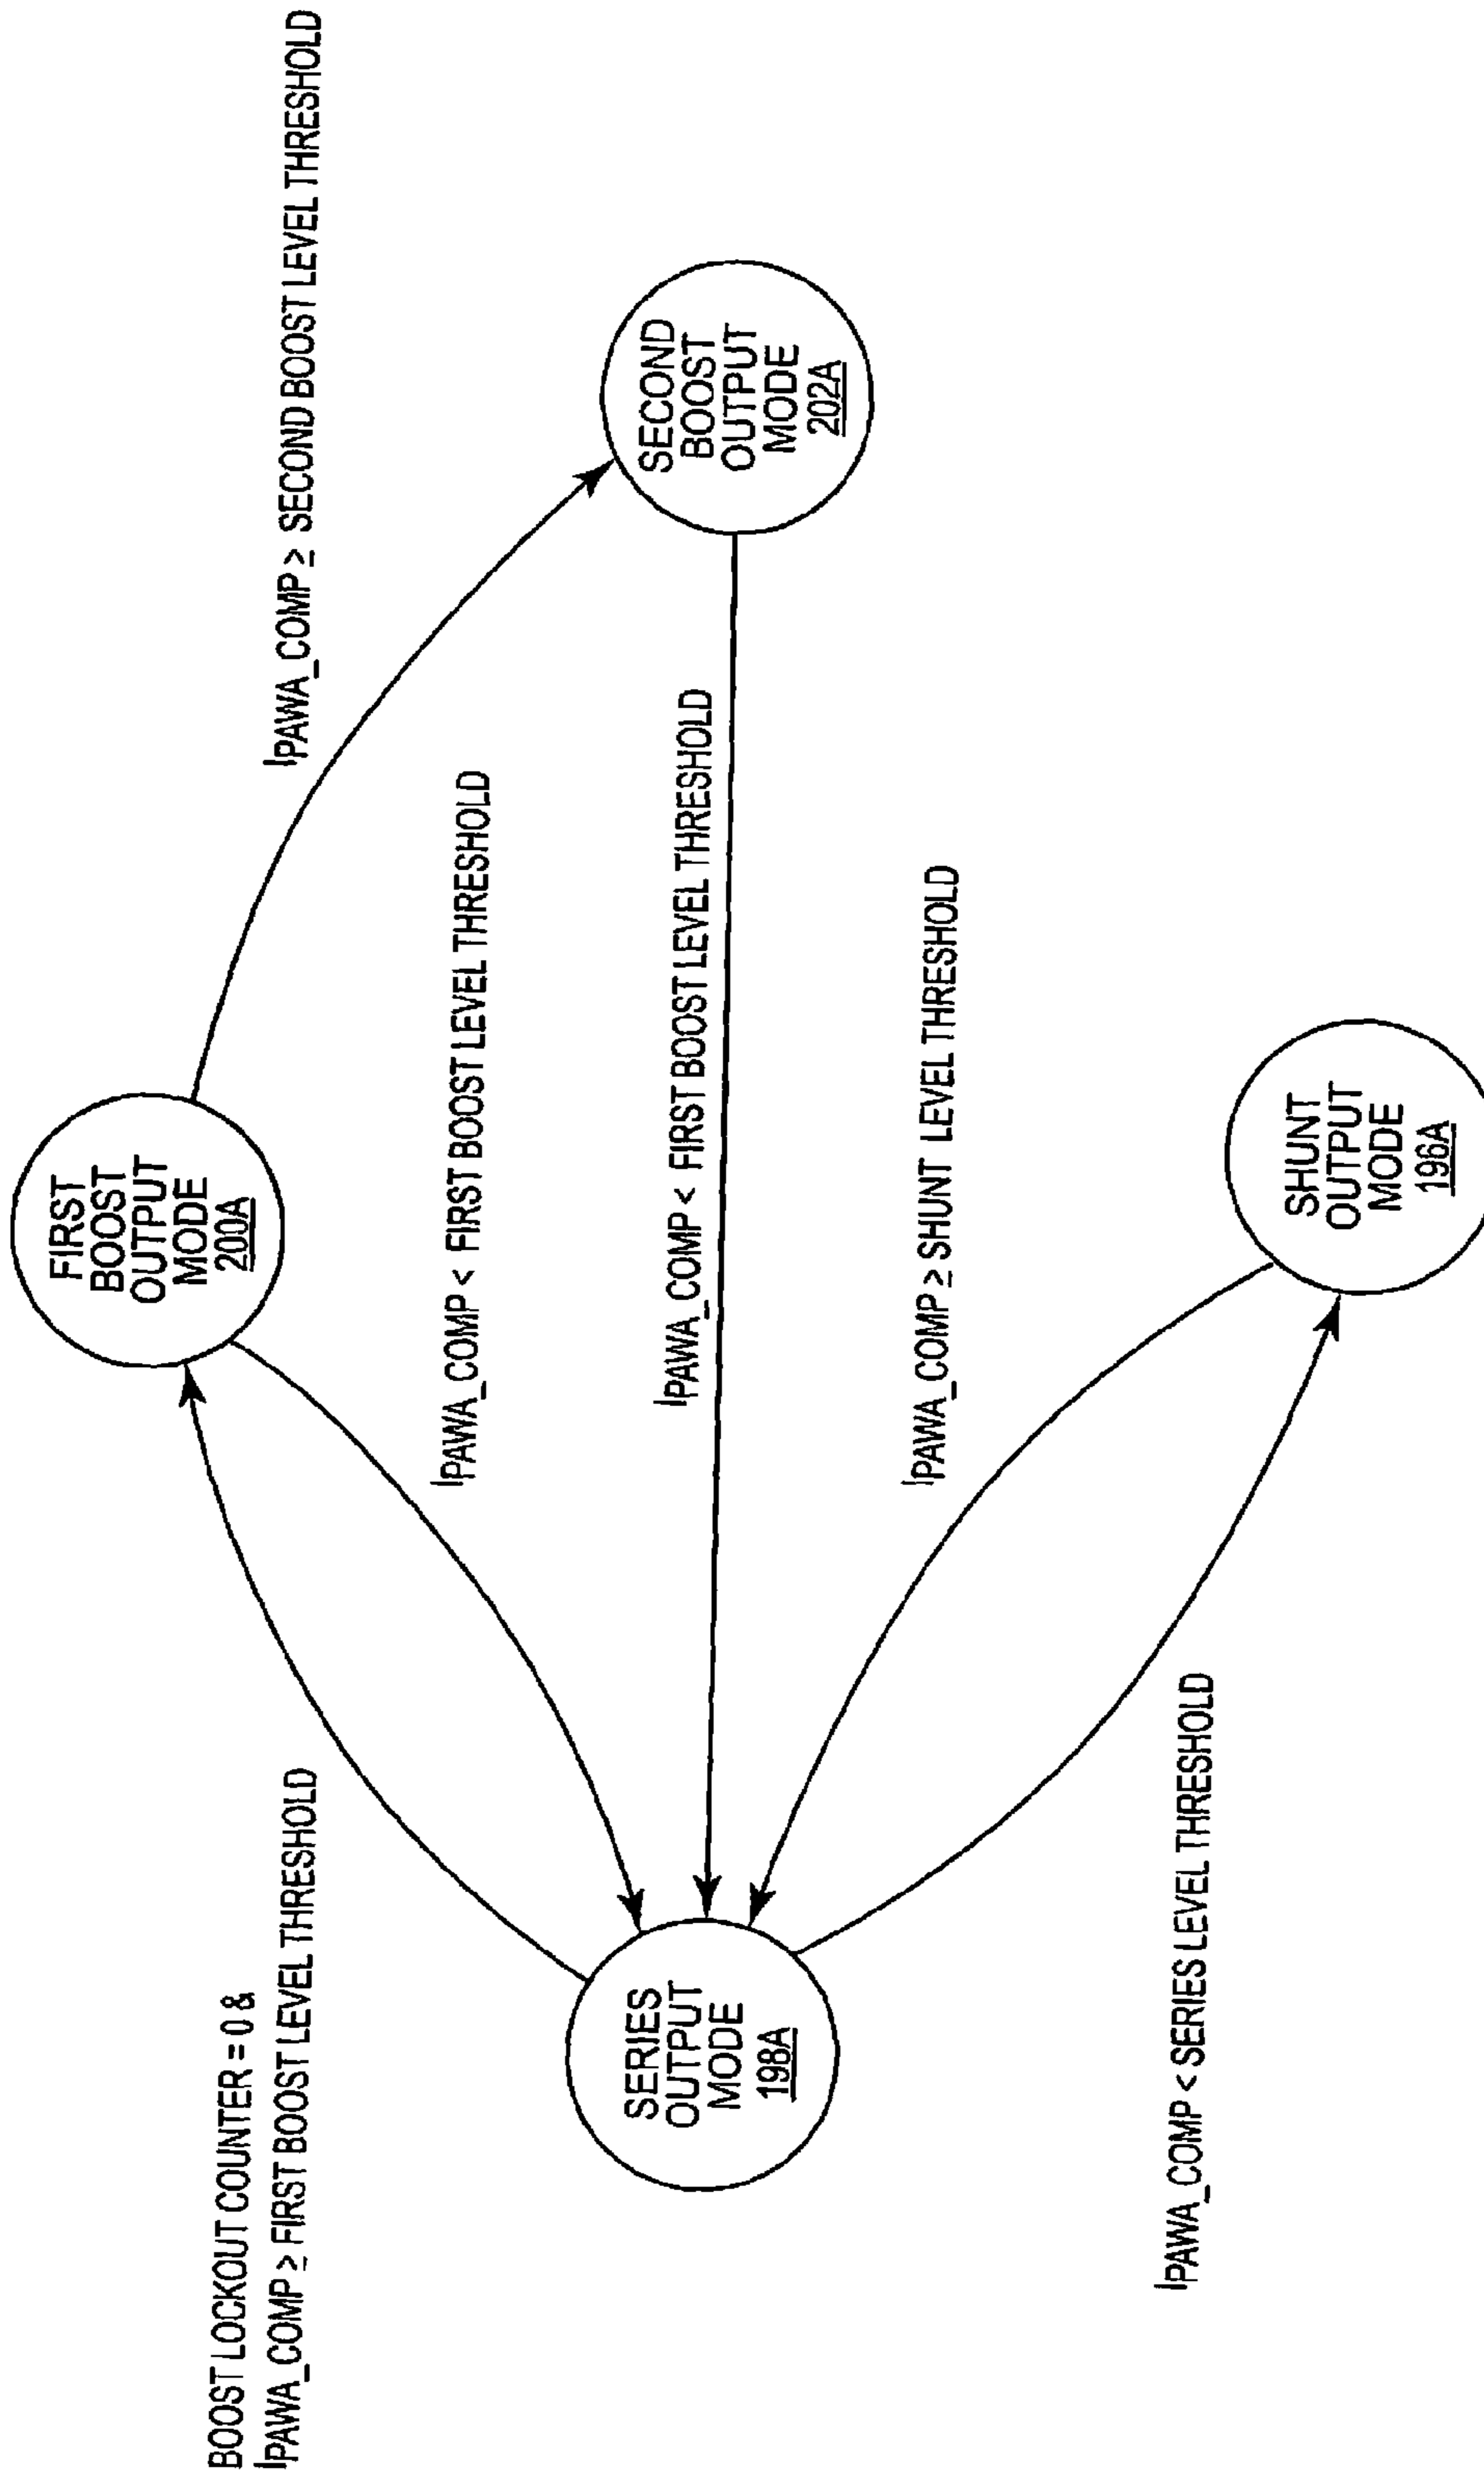 FIRST
BOOST
OUTPUT
MODE
200A
BOOST LOCKOUT COUNTER = 0 &
IPAWA_COMP ≥ FIRST BOOST LEVEL THRESHOLD
IPAWA_COMP ≥ SECOND BOOST LEVEL THRESHOLD
IPAWA_COMP < FIRST BOOST LEVEL THRESHOLD
SERIES
OUTPUT
MODE
198A
IPAWA_COMP < FIRST BOOST LEVEL THRESHOLD
SECOND
BOOST
OUTPUT
MODE
202A
IPAWA_COMP ≥ SHUNT LEVEL THRESHOLD
IPAWA_COMP < SERIES LEVEL THRESHOLD
SHUNT
OUTPUT
MODE
196A